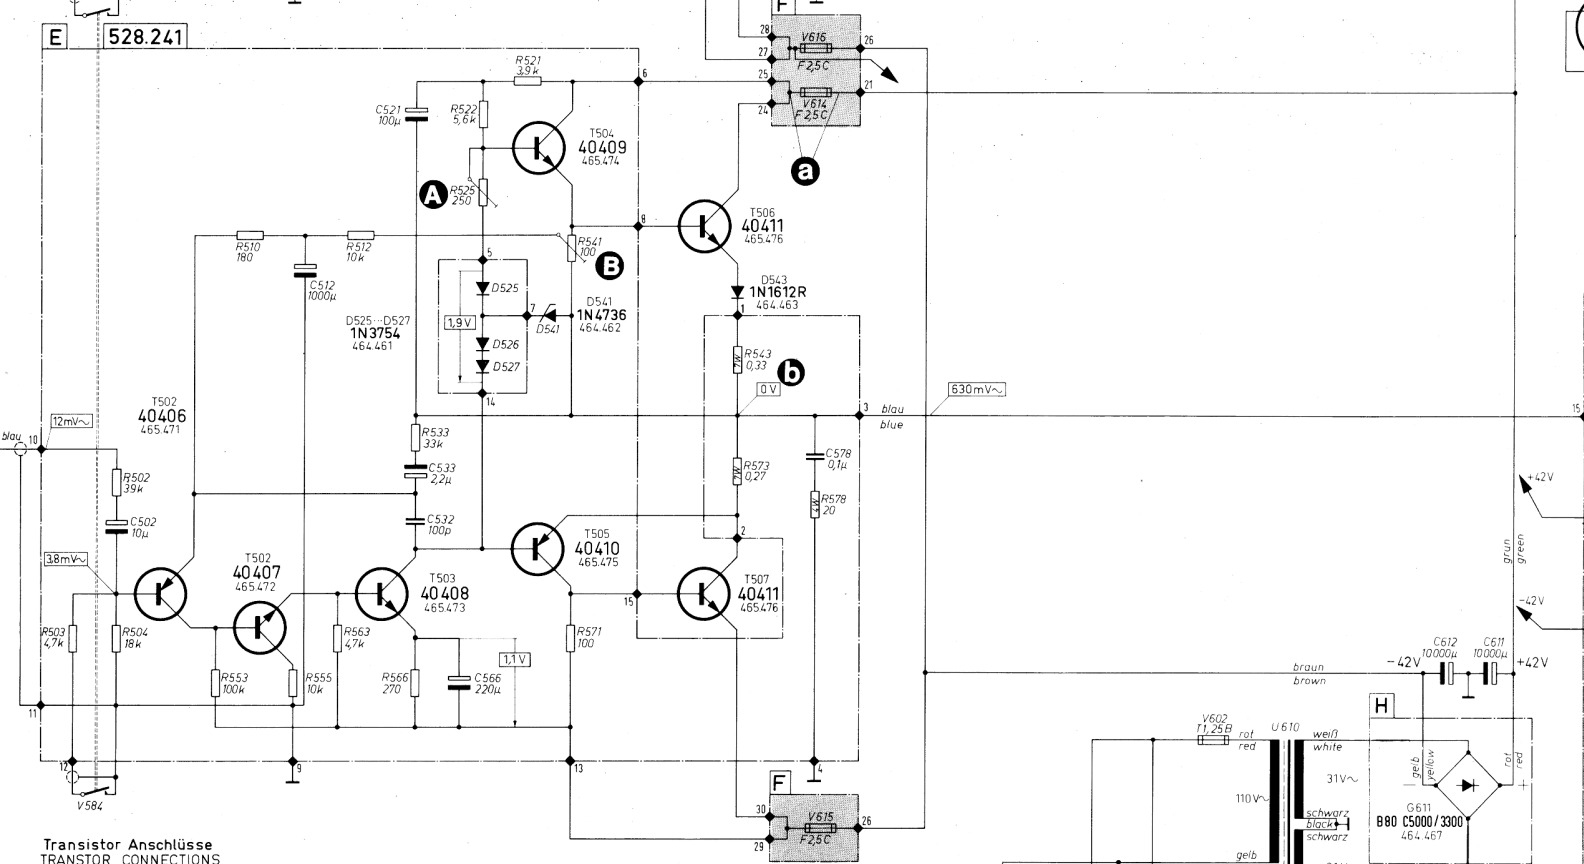 E
528.241
F
28
V616
26
27
F2,5C
25
21
24
V614
F2,5C
a
R521
3,9k
6
C521
100µ
R522
5,6k
T504
40409
465.474
A
R525
250
8
T506
40411
465.476
R510
180
R512
10k
R541
100
B
5
C512
1000µ
D525
D543
1N1612R
464.463
D525···D527
1N3754
464.461
1,9V
7
D541
D541
1N4736
464.462
1
D526
D527
R543
0,33
b
14
0V
630mV~
T502
40406
465.471
3
blau
blue
15
12mV~
blau
10
R533
33k
C533
2,2µ
R573
0,27
C578
0,1µ
R502
39k
C502
10µ
C532
100p
4W
R578
20
+42V
3,8mV~
T505
40410
465.475
2
T502
40407
465.472
T503
40408
465.473
15
T507
40411
465.476
grün
green
-42V
R503
4,7k
R504
18k
R563
4,7k
R571
100
C612
10000µ
C611
10000µ
-42V
+42V
1,1V
R553
100k
R555
10k
R566
270
C566
220µ
braun
brown
11
H
V602
T1,25B
rot
red
U610
weiß
white
12
9
13
4
gelb
yellow
rot
red
- +
31V~
V584
F
110V~
G611
B80 C5000/3300
464.467
30
V615
26
F2,5C
29
schwarz
black
schwarz
gelb
Transistor Anschlüsse
TRANSTOR CONNECTIONS